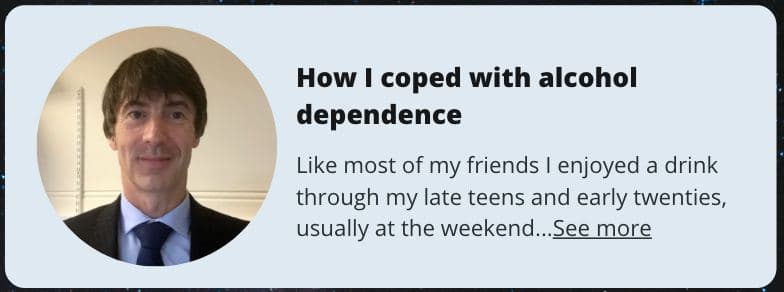 How I coped with alcohol
dependence
Like most of my friends I enjoyed a drink
through my late teens and early twenties,
usually at the weekend...See more